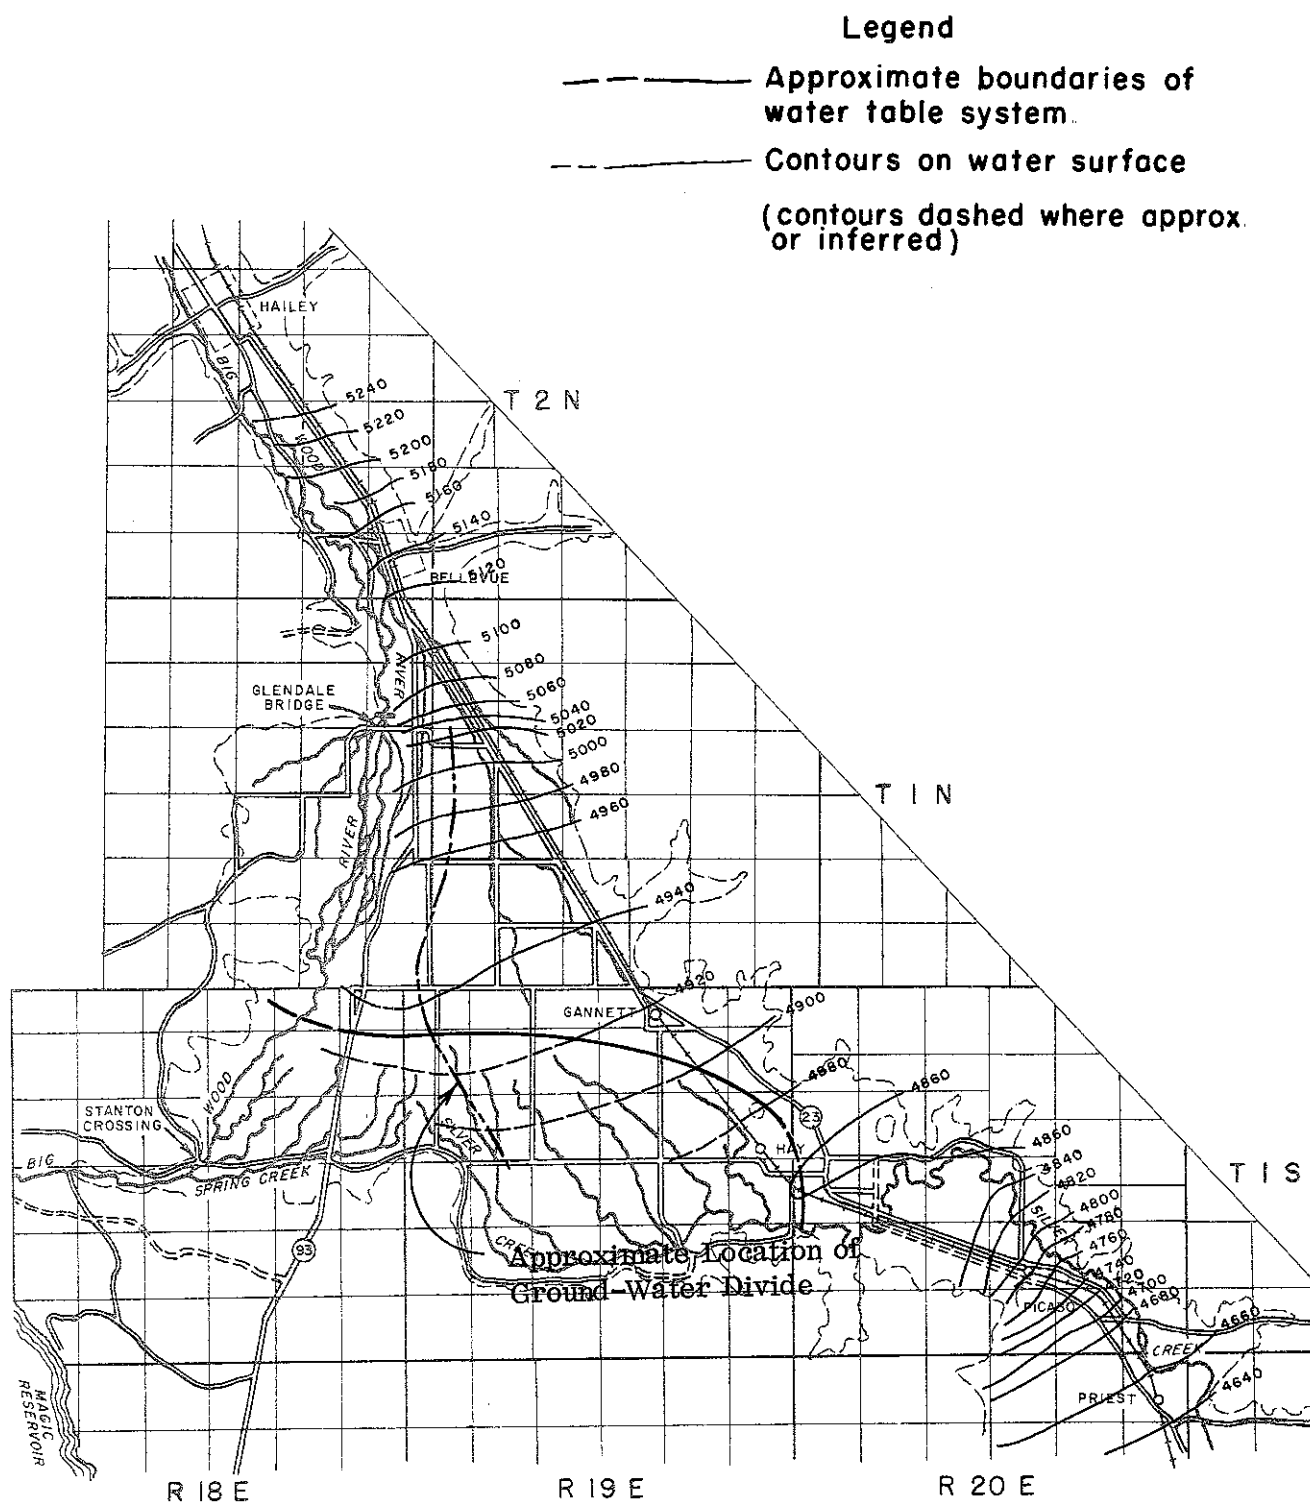 Legend
Approximate boundaries of
water table system
Contours on water surface
(contours dashed where approx.
or inferred)
HAILEY
BIG
WOOD
5240
5220
5200
5180
5160
5140
5120
T 2 N
BELLEVUE
RIVER
5100
5080
5060
5040
5020
5000
4980
4960
GLENDALE
BRIDGE
RIVER
T 1 N
4940
4920
4900
GANNETT
4880
4860
23
HAY
STANTON
CROSSING
WOOD
BIG
SPRING CREEK
SILVER
4860
4840
4820
4800
4780
4760
4740
4720
4700
4680
4660
4640
T 1 S
93
Approximate Location of
Ground-Water Divide
PICABO
CREEK
PRIEST
MAGIC
RESERVOIR
R 18 E
R 19 E
R 20 E